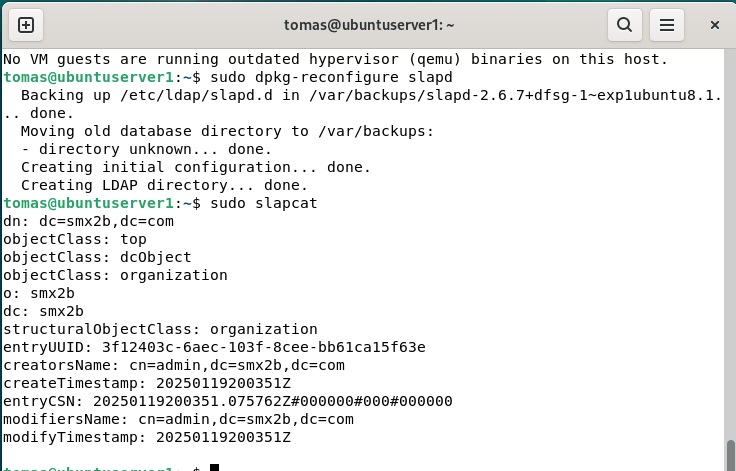 tomas@ubuntuserver1: ~
No VM guests are running outdated hypervisor (qemu) binaries on this host.
tomas@ubuntuserver1:~$ sudo dpkg-reconfigure slapd
  Backing up /etc/ldap/slapd.d in /var/backups/slapd-2.6.7+dfsg-1~exp1ubuntu8.1.
.. done.
  Moving old database directory to /var/backups:
  - directory unknown... done.
  Creating initial configuration... done.
  Creating LDAP directory... done.
tomas@ubuntuserver1:~$ sudo slapcat
dn: dc=smx2b,dc=com
objectClass: top
objectClass: dcObject
objectClass: organization
o: smx2b
dc: smx2b
structuralObjectClass: organization
entryUUID: 3f12403c-6aec-103f-8cee-bb61ca15f63e
creatorsName: cn=admin,dc=smx2b,dc=com
createTimestamp: 20250119200351Z
entryCSN: 20250119200351.075762Z#000000#000#000000
modifiersName: cn=admin,dc=smx2b,dc=com
modifyTimestamp: 20250119200351Z
tomas@ubuntuserver1:~$